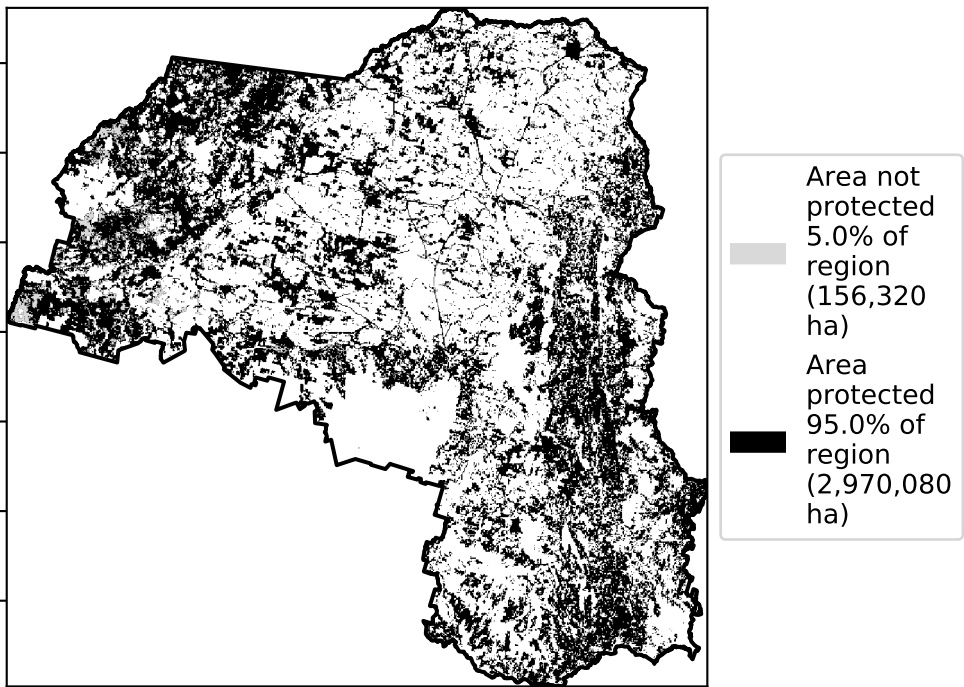 Area not
protected
5.0% of
region
(156,320
ha)
Area
protected
95.0% of
region
(2,970,080
ha)